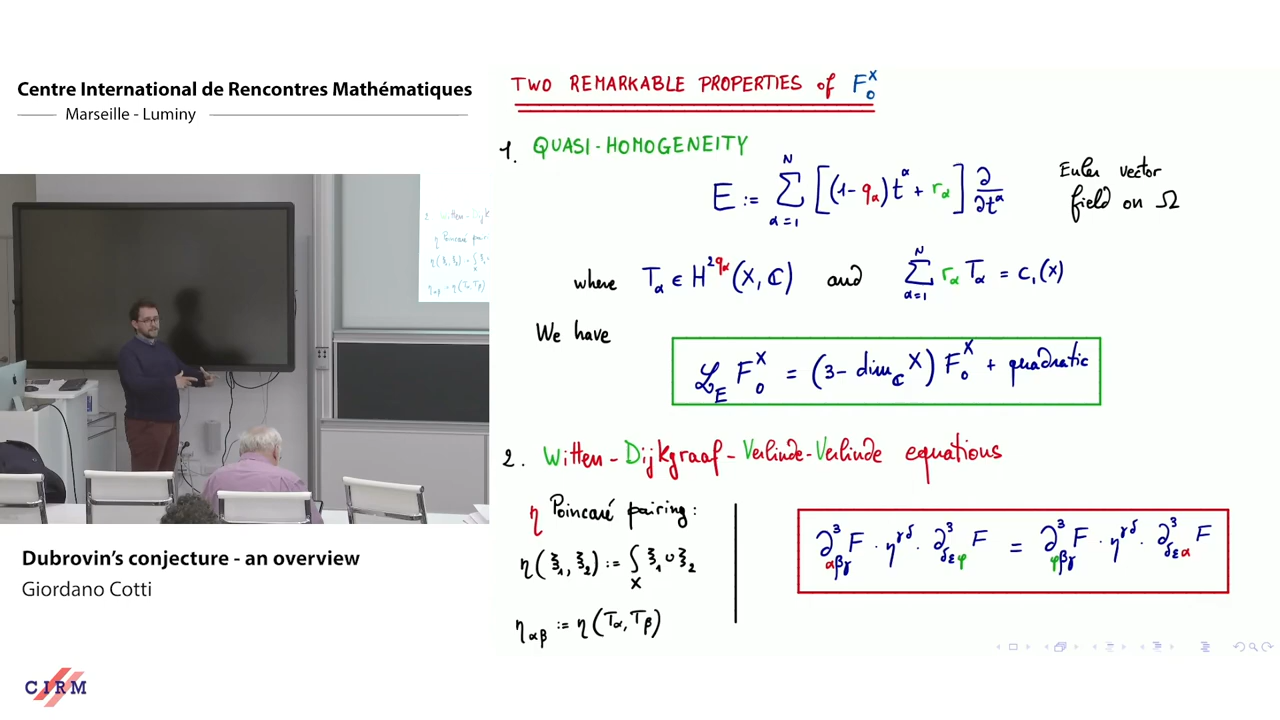 Centre International de Rencontres Mathématiques
Marseille - Luminy
TWO REMARKABLE PROPERTIES of F₀ˣ
1. QUASI-HOMOGENEITY
E := Σ_{α=1}^{N} [(1-q_α)t^α + r_α] ∂/∂t^α
Euler vector
field on Ω
where T_α ∈ H^{2q_α}(X, ℂ) and Σ_{α=1}^{N} r_α T_α = c₁(X)
We have
ℒ_E F₀ˣ = (3 - dim_ℂ X) F₀ˣ + quadratic
2. Witten - Dijkgraaf - Verlinde - Verlinde equations
η Poincaré pairing:
η(ξ₁, ξ₂) := ∫_X ξ₁ ∪ ξ₂
η_{αβ} := η(T_α, T_β)
∂³_{αβγ} F · η^{γδ} · ∂³_{δεφ} F = ∂³_{φβγ} F · η^{γδ} · ∂³_{δεα} F
Dubrovin's conjecture - an overview
Giordano Cotti
CIRM